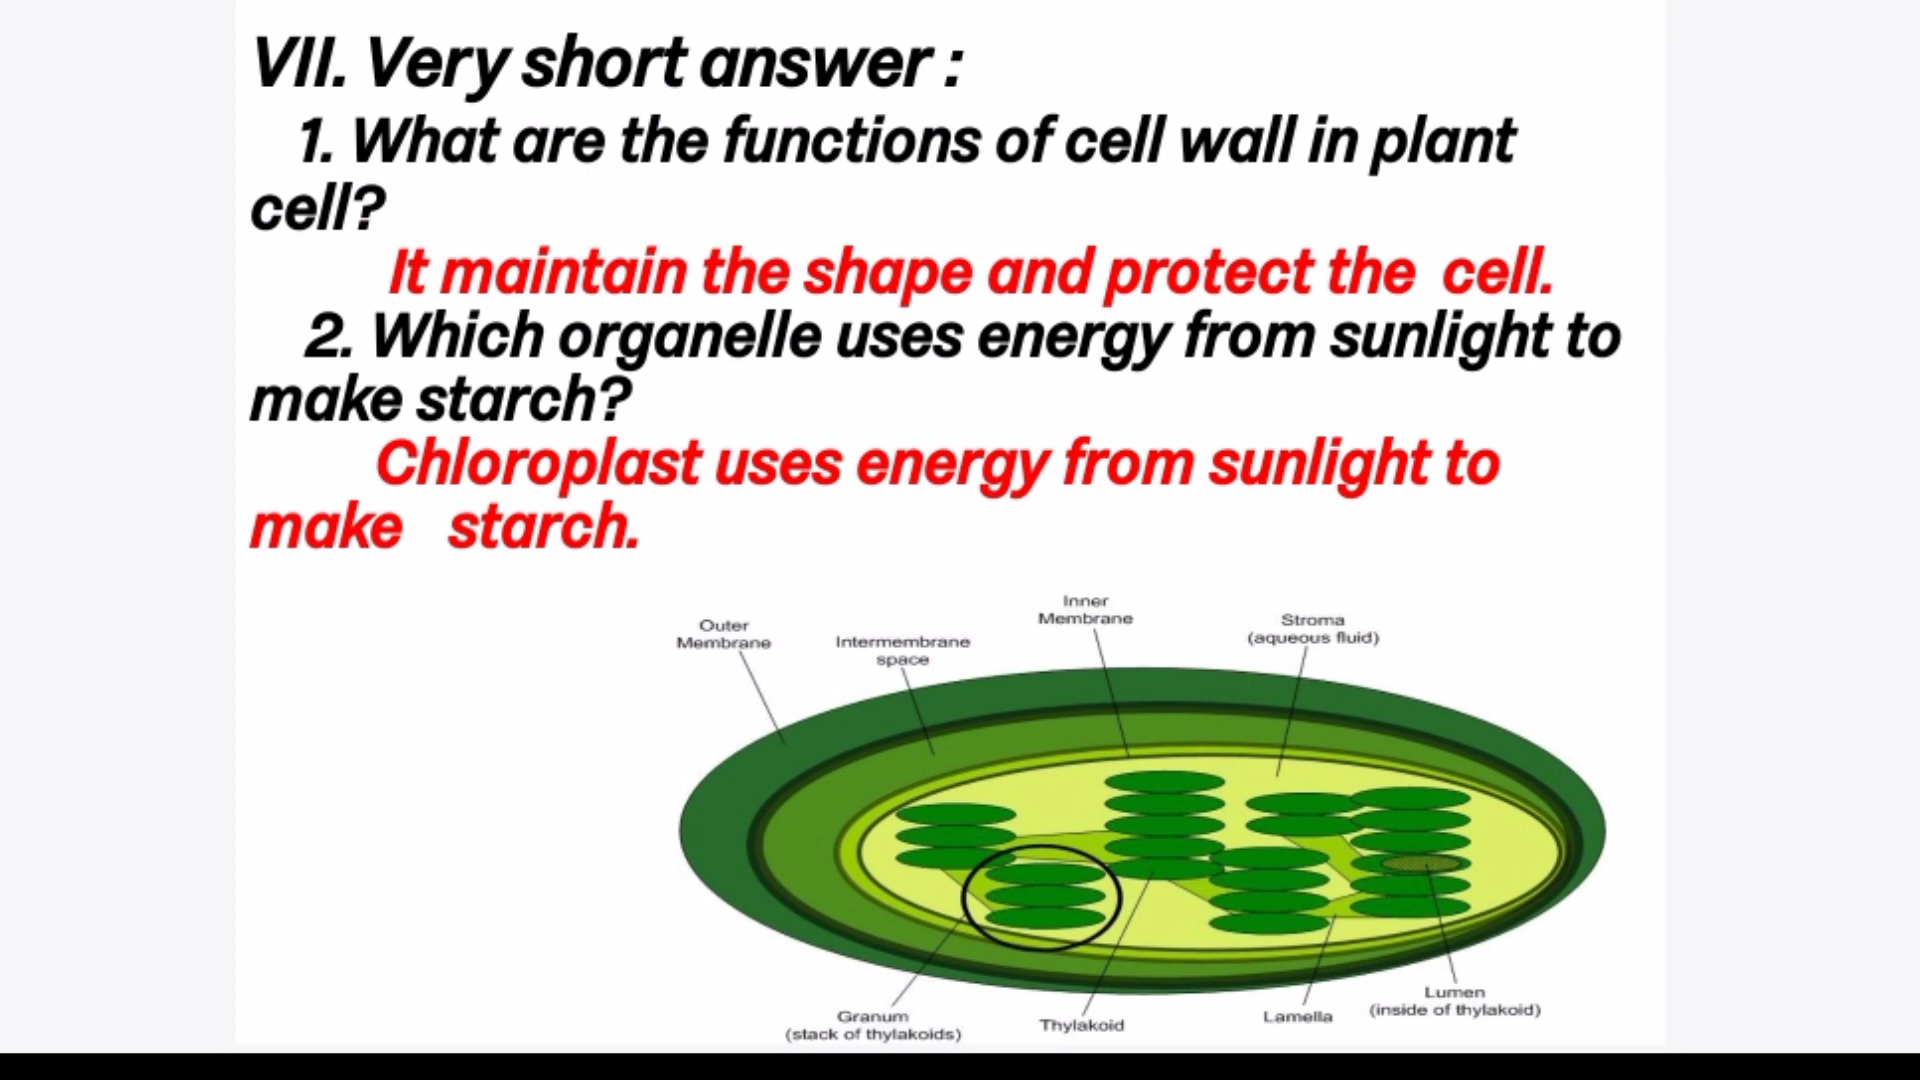 VII. Very short answer :
1. What are the functions of cell wall in plant
cell?
It maintain the shape and protect the cell.
2. Which organelle uses energy from sunlight to
make starch?
Chloroplast uses energy from sunlight to
make starch.
Outer
Membrane
Intermembrane
space
Inner
Membrane
Stroma
(aqueous fluid)
Granum
(stack of thylakoids)
Thylakoid
Lamella
Lumen
(inside of thylakoid)